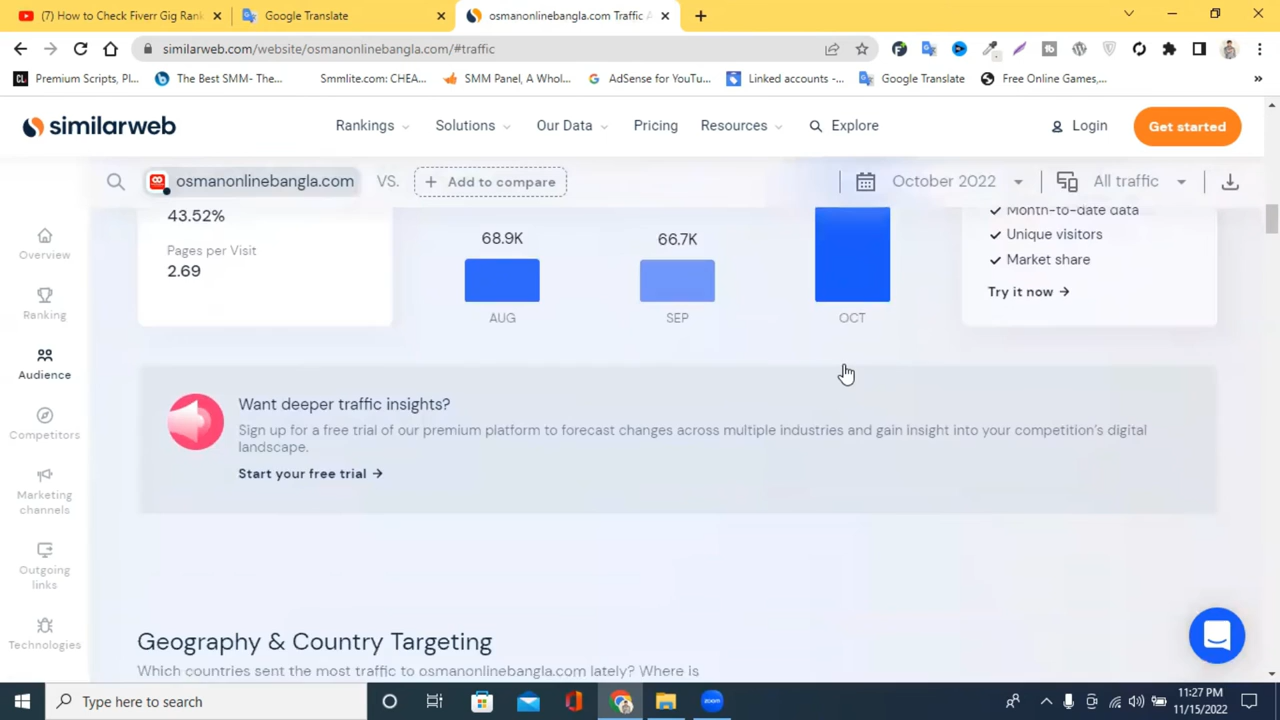 (7) How to Check Fiverr Gig Rank
Google Translate
osmanonlinebangla.com Traffic A
similarweb.com/website/osmanonlinebangla.com/#traffic
Premium Scripts, Pl...
The Best SMM- The...
Smmlite.com: CHEA...
SMM Panel, A Whol...
AdSense for YouTu...
Linked accounts -...
Google Translate
Free Online Games,...
similarweb
Rankings
Solutions
Our Data
Pricing
Resources
Explore
Login
Get started
osmanonlinebangla.com
VS.
+ Add to compare
October 2022
All traffic
Overview
Ranking
Audience
Competitors
Marketing
channels
Outgoing
links
Technologies
43.52%
Pages per Visit
2.69
68.9K
66.7K
AUG
SEP
OCT
Month-to-date data
Unique visitors
Market share
Try it now →
Want deeper traffic insights?
Sign up for a free trial of our premium platform to forecast changes across multiple industries and gain insight into your competition's digital
landscape.
Start your free trial →
Geography & Country Targeting
Which countries sent the most traffic to osmanonlinebangla.com lately? Where is
Type here to search
zoom
11:27 PM
11/15/2022